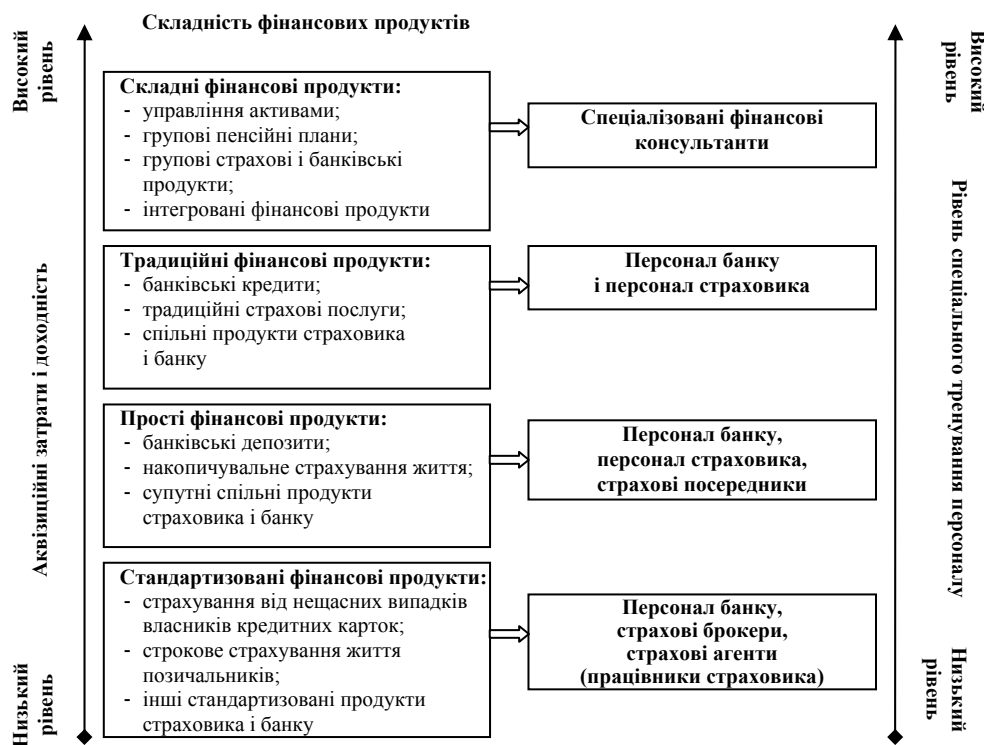 Складність фінансових продуктів
Високий
рівень
Аквізиційні затрати і доходність
Низький
рівень
Складні фінансові продукти:
- управління активами;
- групові пенсійні плани;
- групові страхові і банківські
продукти;
- інтегровані фінансові продукти
Спеціалізовані фінансові
консультанти
Традиційні фінансові продукти:
- банківські кредити;
- традиційні страхові послуги;
- спільні продукти страховика
і банку
Персонал банку
і персонал страховика
Прості фінансові продукти:
- банківські депозити;
- накопичувальне страхування життя;
- супутні спільні продукти
страховика і банку
Персонал банку,
персонал страховика,
страхові посередники
Стандартизовані фінансові продукти:
- страхування від нещасних випадків
власників кредитних карток;
- строкове страхування життя
позичальників;
- інші стандартизовані продукти
страховика і банку
Персонал банку,
страхові брокери,
страхові агенти
(працівники страховика)
Високий
рівень
Рівень спеціального тренування персоналу
Низький
рівень